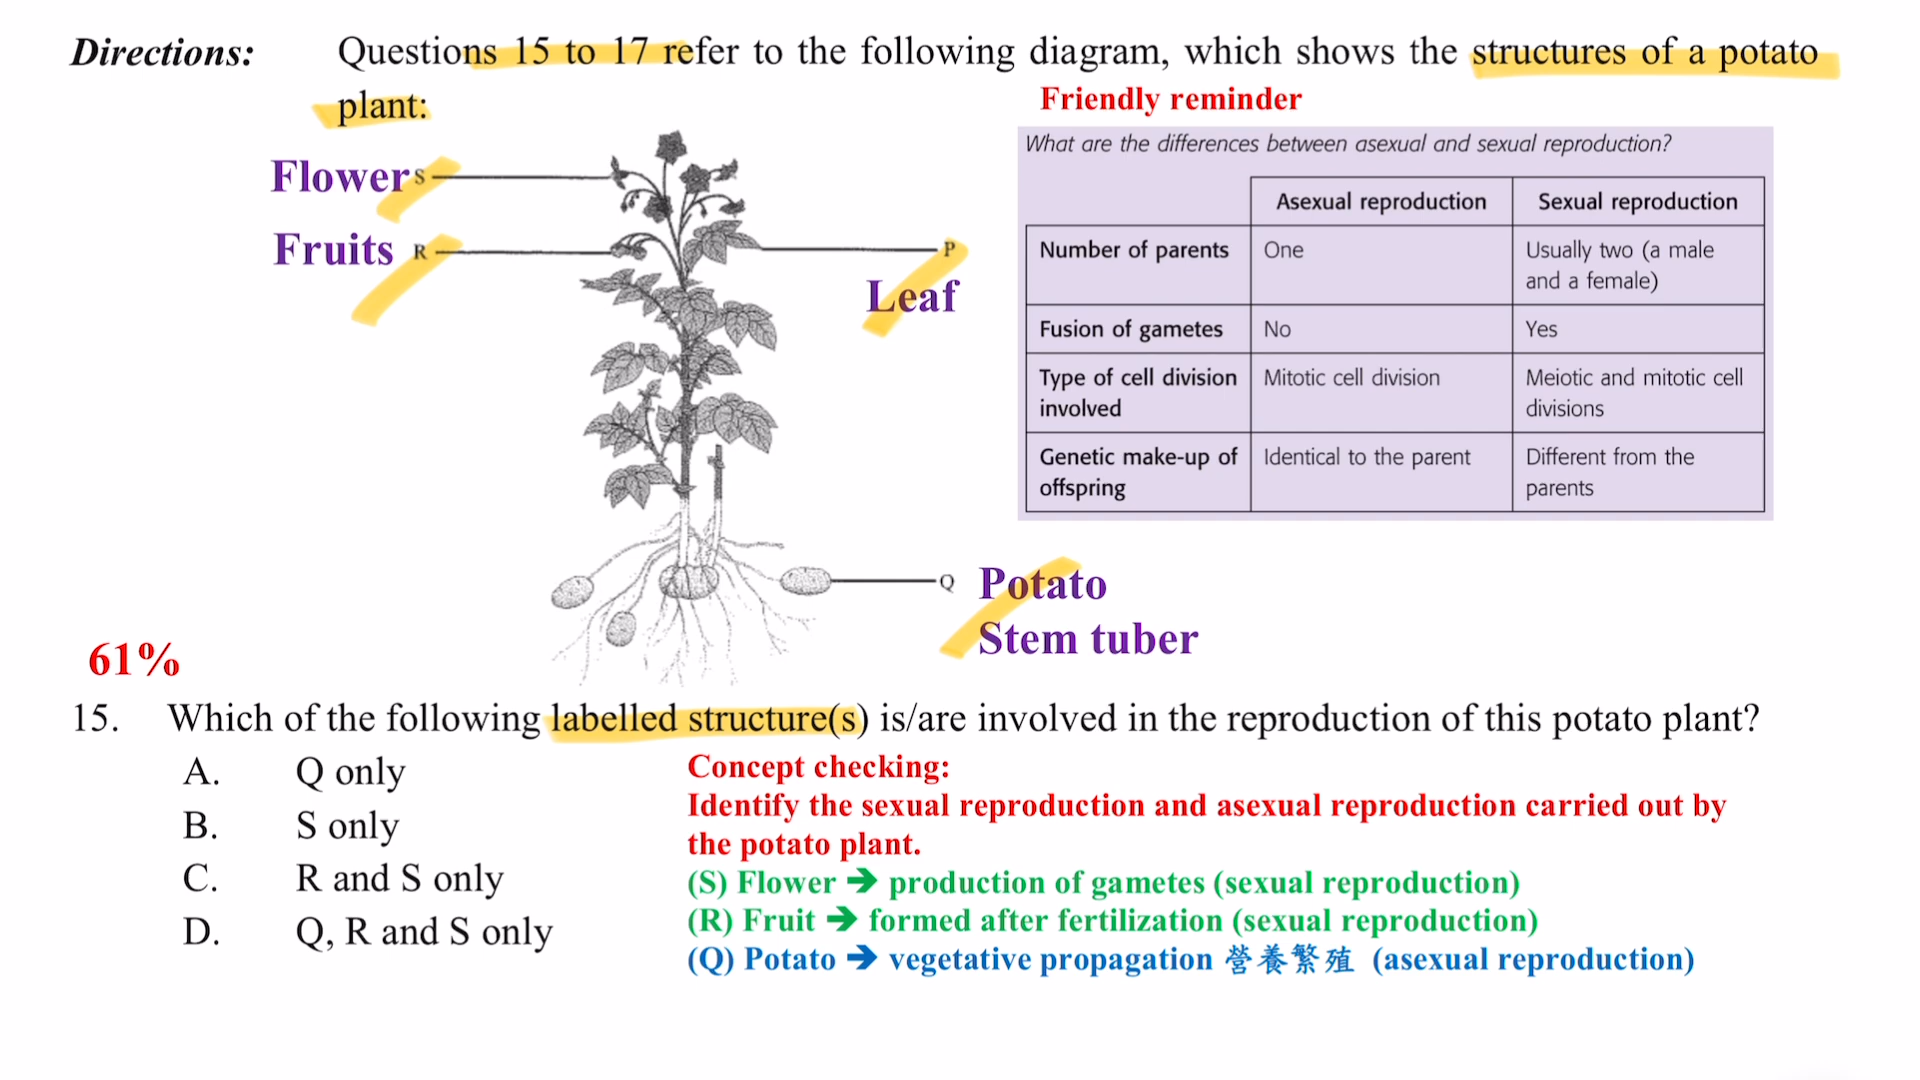 Directions: Questions 15 to 17 refer to the following diagram, which shows the structures of a potato
plant:
Friendly reminder
What are the differences between asexual and sexual reproduction?
Asexual reproduction Sexual reproduction
Number of parents One Usually two (a male
and a female)
Fusion of gametes No Yes
Type of cell division Mitotic cell division Meiotic and mitotic cell
involved divisions
Genetic make-up of Identical to the parent Different from the
offspring parents
Flowers S
Fruits R
P
Leaf
Q Potato
Stem tuber
61%
15. Which of the following labelled structure(s) is/are involved in the reproduction of this potato plant?
A. Q only
B. S only
C. R and S only
D. Q, R and S only
Concept checking:
Identify the sexual reproduction and asexual reproduction carried out by
the potato plant.
(S) Flower ➔ production of gametes (sexual reproduction)
(R) Fruit ➔ formed after fertilization (sexual reproduction)
(Q) Potato ➔ vegetative propagation 營養繁殖 (asexual reproduction)